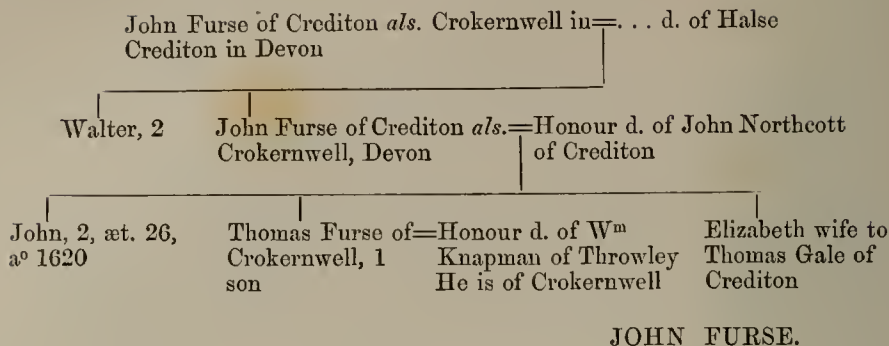 John Furse of Crediton als. Crokernwell in=. . . d. of Halse
Crediton in Devon
Walter, 2
John Furse of Crediton als.=Honour d. of John Northcott
Crokernwell, Devon
of Crediton
John, 2, æt. 26,
aº 1620
Thomas Furse of=Honour d. of Wᵐ
Crokernwell, 1
son
Knapman of Throwley
He is of Crokernwell
Elizabeth wife to
Thomas Gale of
Crediton
JOHN FURSE.